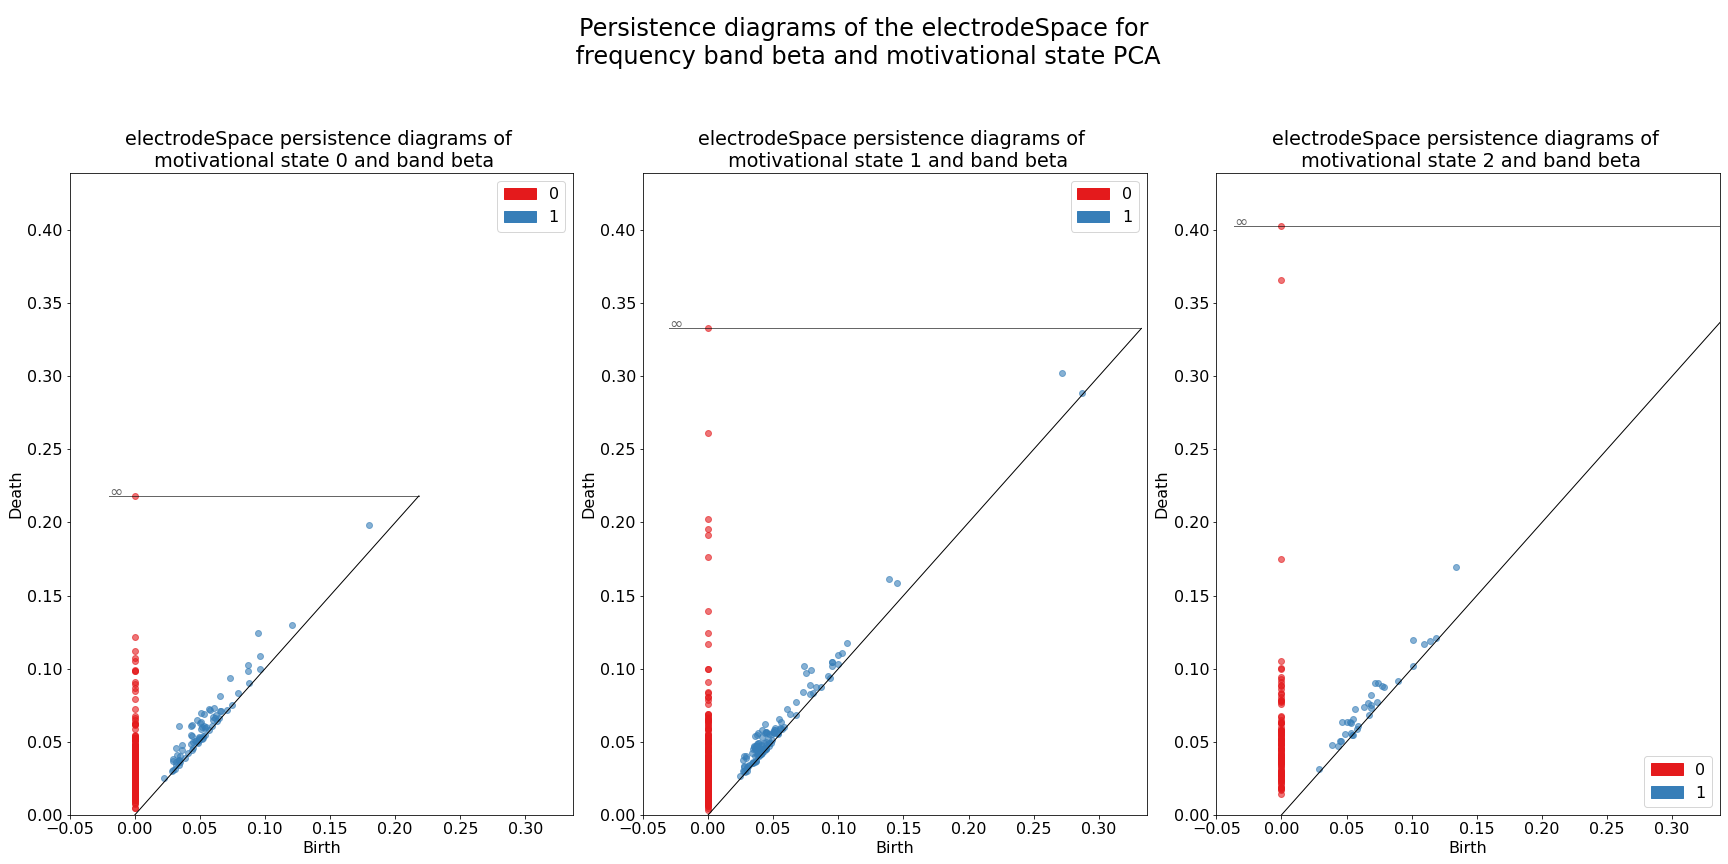 Persistence diagrams of the electrodeSpace for
frequency band beta and motivational state PCA
electrodeSpace persistence diagrams of
motivational state 0 and band beta
0
1
∞
0.40
0.35
0.30
0.25
0.20
0.15
0.10
0.05
0.00
Death
−0.05 0.00 0.05 0.10 0.15 0.20 0.25 0.30
Birth
electrodeSpace persistence diagrams of
motivational state 1 and band beta
0
1
∞
0.40
0.35
0.30
0.25
0.20
0.15
0.10
0.05
0.00
Death
−0.05 0.00 0.05 0.10 0.15 0.20 0.25 0.30
Birth
electrodeSpace persistence diagrams of
motivational state 2 and band beta
∞
0.40
0.35
0.30
0.25
0.20
0.15
0.10
0.05
0.00
Death
0
1
−0.05 0.00 0.05 0.10 0.15 0.20 0.25 0.30
Birth